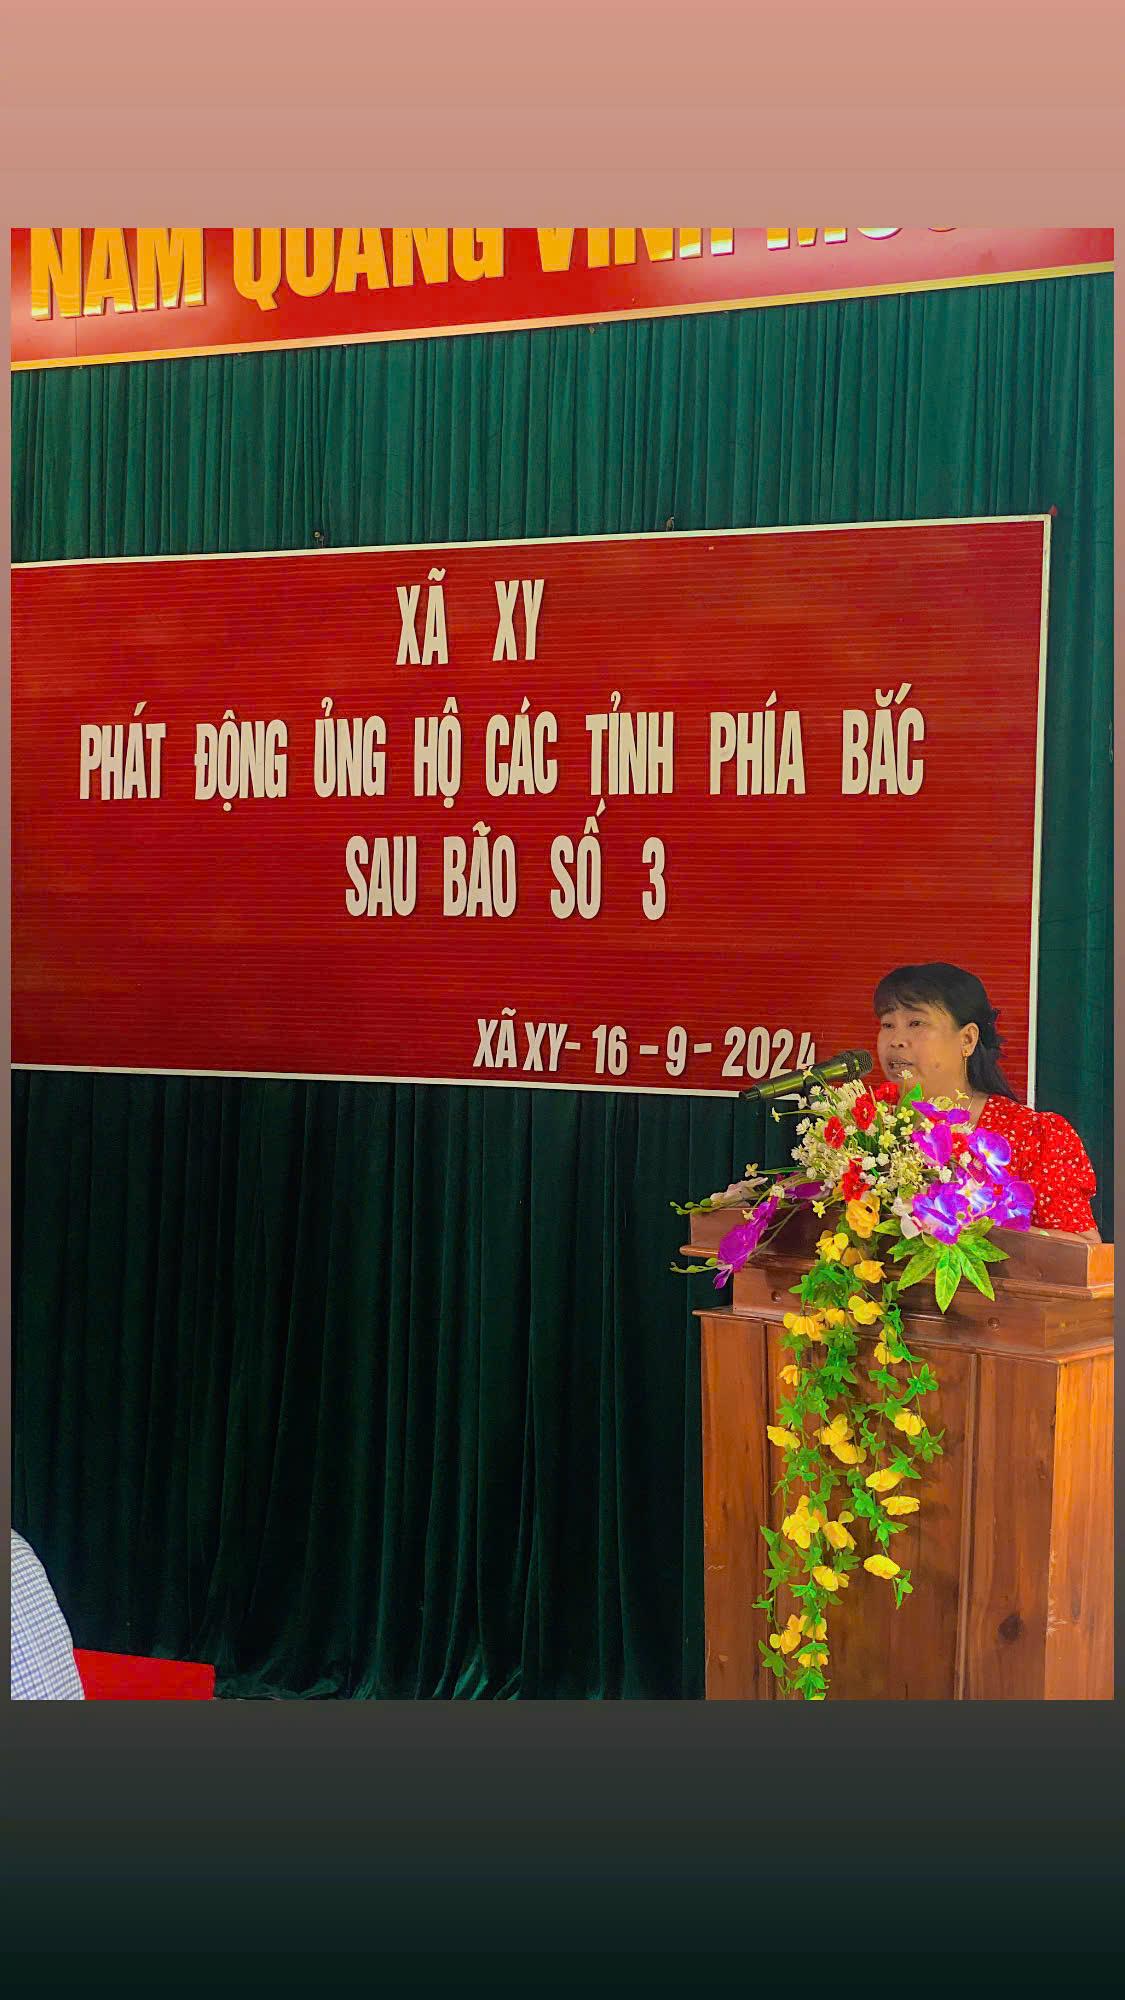 NAM QUANG VINH
XÃ XY
PHÁT ĐỘNG ỦNG HỘ CÁC TỈNH PHÍA BẮC
SAU BÃO SỐ 3
XÃ XY - 16 - 9 - 2024